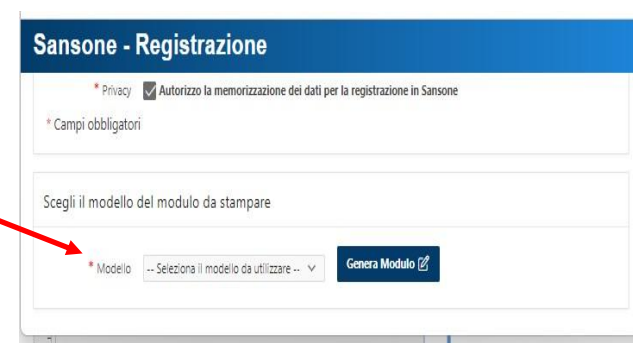 Sansone - Registrazione
* Privacy Autorizzo la memorizzazione dei dati per la registrazione in Sansone
* Campi obbligatori
Scegli il modello del modulo da stampare
* Modello -- Seleziona il modello da utilizzare -- Genera Modulo